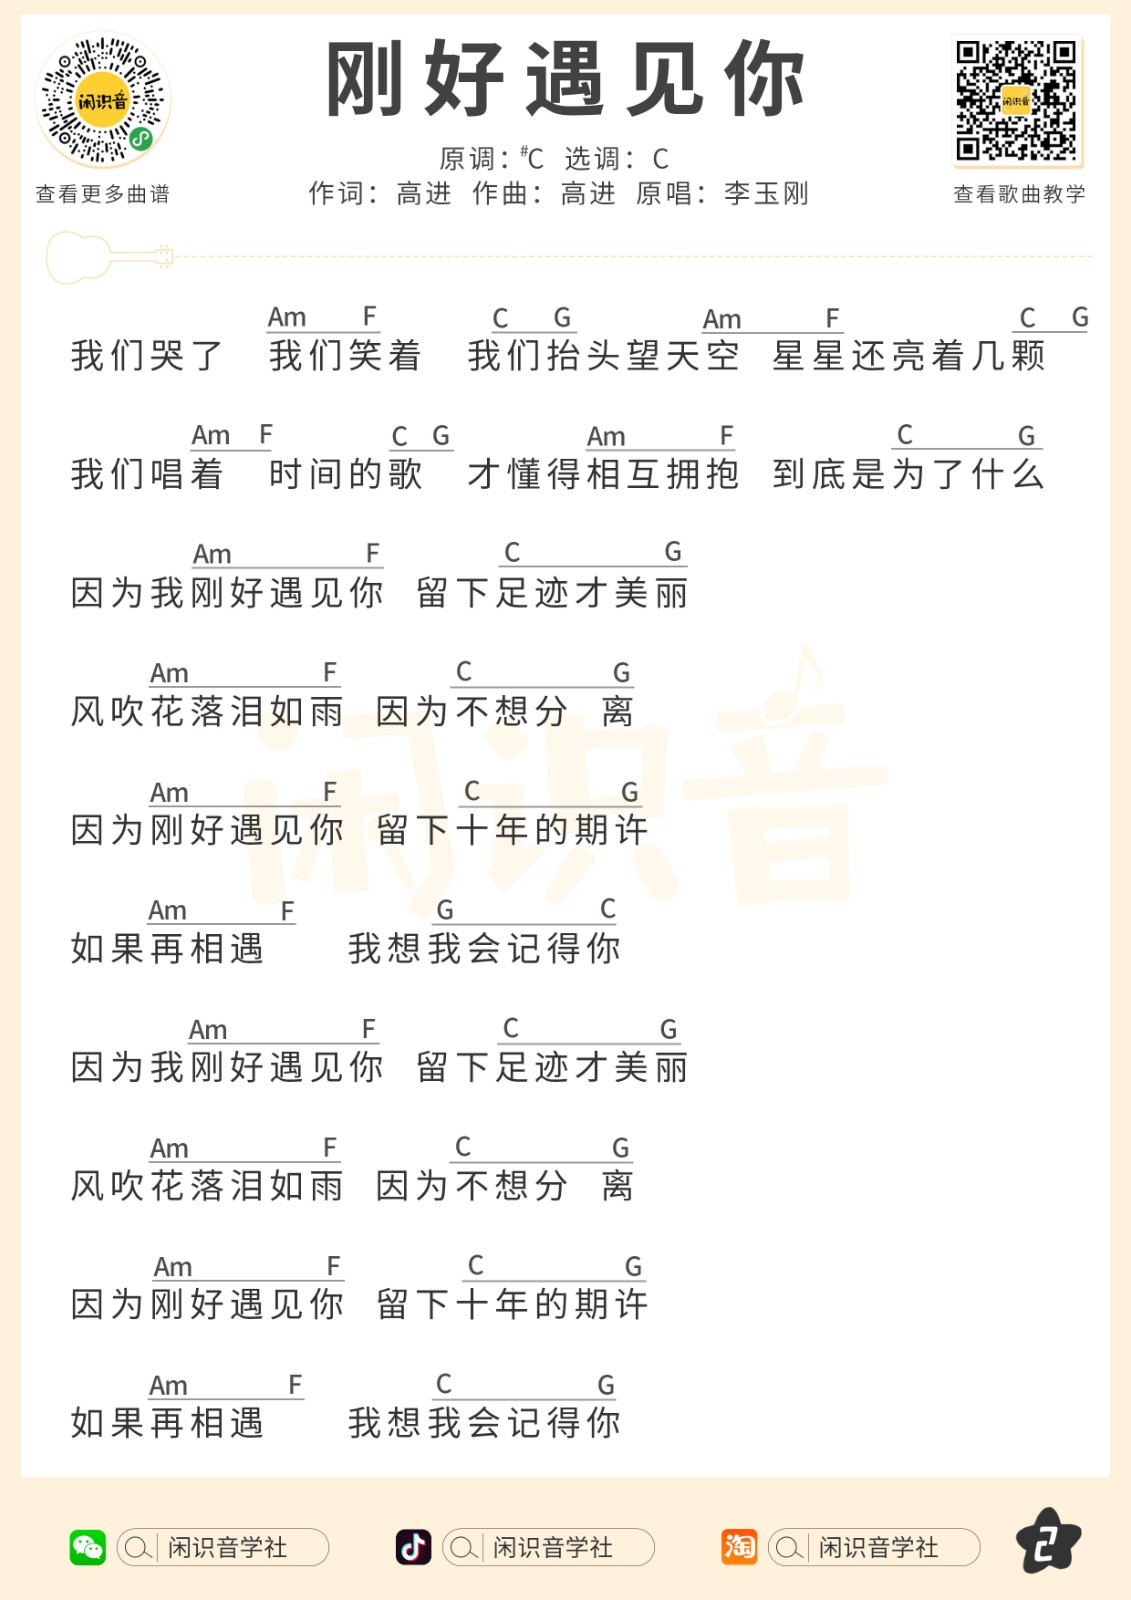 刚好遇见你
闲识音
原调：#C 选调：C
查看更多曲谱
作词：高进 作曲：高进 原唱：李玉刚
查看歌曲教学
Am F C G Am F C G
我们哭了 我们笑着 我们抬头望天空 星星还亮着几颗
Am F C G Am F C G
我们唱着 时间的歌 才懂得相互拥抱 到底是为了什么
Am F C G
因为我刚好遇见你 留下足迹才美丽
Am F C G
风吹花落泪如雨 因为不想分 离
Am F C G
因为刚好遇见你 留下十年的期许
Am F G C
如果再相遇 我想我会记得你
Am F C G
因为我刚好遇见你 留下足迹才美丽
Am F C G
风吹花落泪如雨 因为不想分 离
Am F C G
因为刚好遇见你 留下十年的期许
Am F C G
如果再相遇 我想我会记得你
闲识音
闲识音学社 闲识音学社 淘 闲识音学社 2